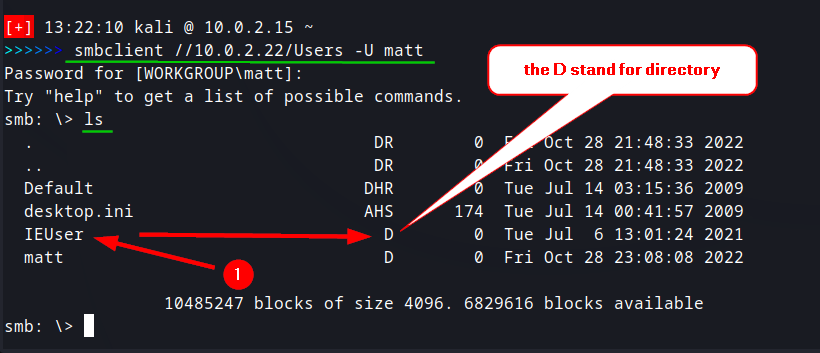 [+] 13:22:10 kali @ 10.0.2.15 ~
>>>>>> smbclient //10.0.2.22/Users -U matt
Password for [WORKGROUP\matt]:
the D stand for directory
Try "help" to get a list of possible commands.
smb: \> ls
. DR 0 Fri Oct 28 21:48:33 2022
.. DR 0 Fri Oct 28 21:48:33 2022
Default DHR 0 Tue Jul 14 03:15:36 2009
desktop.ini AHS 174 Tue Jul 14 00:41:57 2009
IEUser D 0 Tue Jul 6 13:01:24 2021
matt D 0 Fri Oct 28 23:08:08 2022
1
10485247 blocks of size 4096. 6829616 blocks available
smb: \>